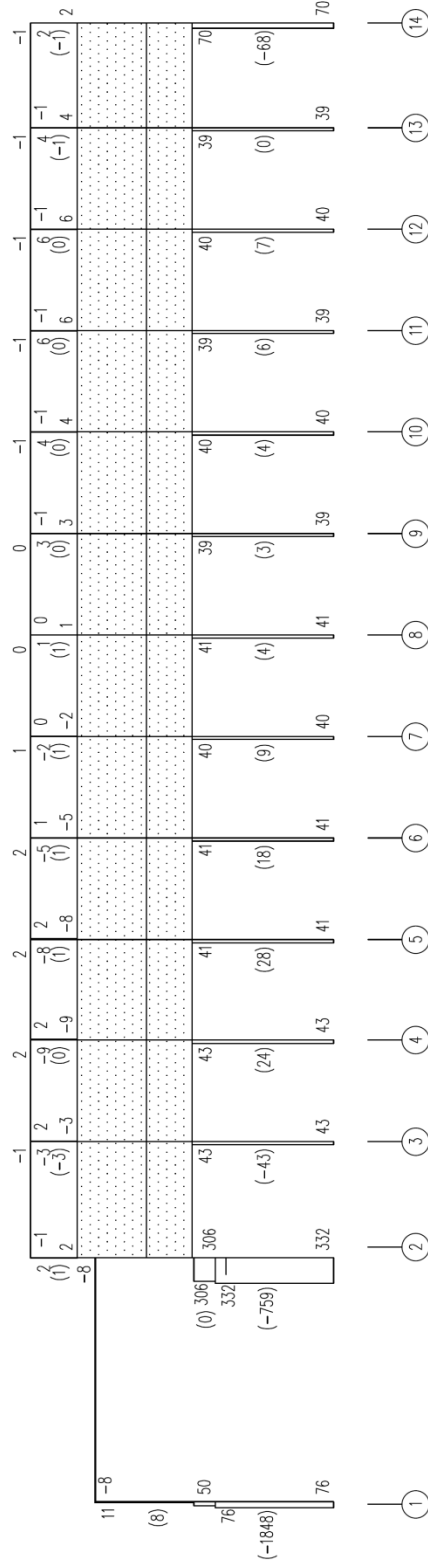 -1 2 2 2 1 0 0 -1 -1 -1 -1 -1
2 -1 -3 2 -9 2 -8 2 -5 1 -2 0 1 0 3 -1 4 -1 6 -1 6 -1 4 -1 2
(1) 2 (-3) -3 (0) -9 (1) -8 (1) -5 (1) -2 (1) 1 (0) 3 (0) 4 (0) 6 (0) 6 (-1) 4 (-1) 2
-8
11 -8
(8)
50 (0) 306 306 43 43 41 41 40 41 39 40 39 40 39 70
76 332
(-1848) (-759) (-43) (24) (28) (18) (9) (4) (3) (4) (6) (7) (0) (-68)
76 332 43 43 41 41 40 41 39 40 39 40 39 70
1 2 3 4 5 6 7 8 9 10 11 12 13 14